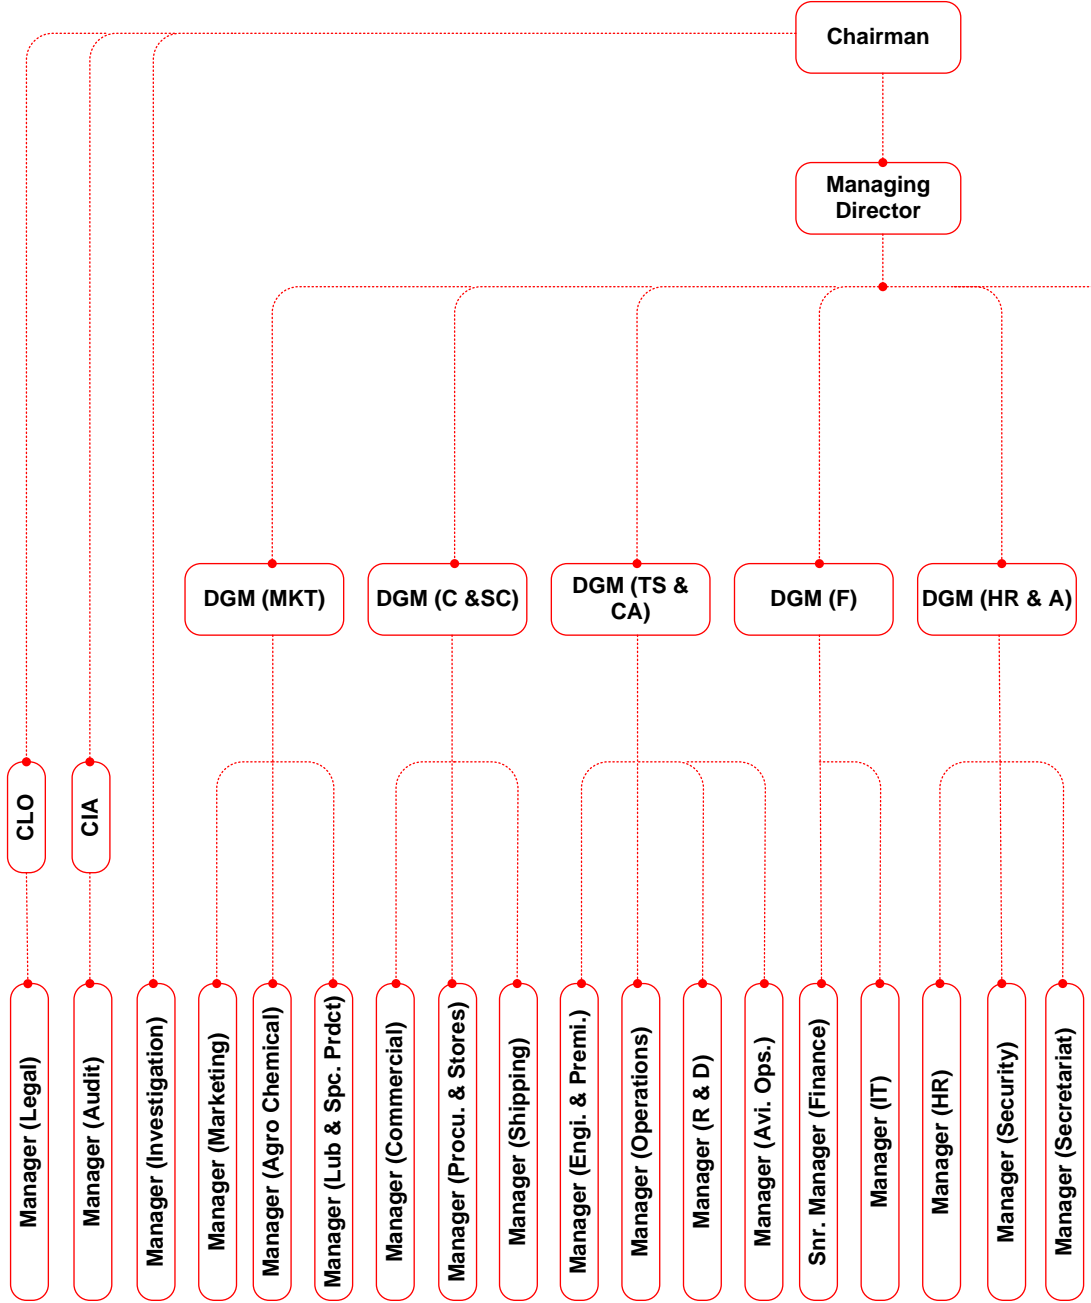 Chairman
Managing
Director
DGM (MKT)
DGM (C &SC)
DGM (TS &
CA)
DGM (F)
DGM (HR & A)
CLO
CIA
Manager (Legal)
Manager (Audit)
Manager (Investigation)
Manager (Marketing)
Manager (Agro Chemical)
Manager (Lub & Spc. Prdct)
Manager (Commercial)
Manager (Procu. & Stores)
Manager (Shipping)
Manager (Engi. & Premi.)
Manager (Operations)
Manager (R & D)
Manager (Avi. Ops.)
Snr. Manager (Finance)
Manager (IT)
Manager (HR)
Manager (Security)
Manager (Secretariat)